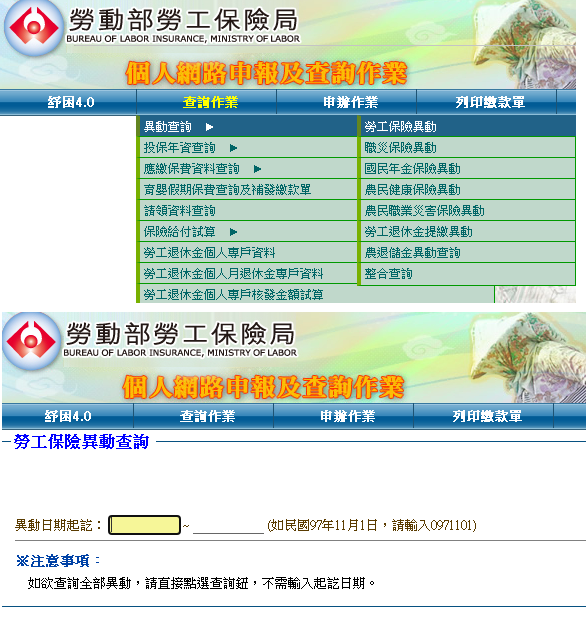 勞動部勞工保險局
BUREAU OF LABOR INSURANCE, MINISTRY OF LABOR
個人網路申報及查詢作業
紓困4.0 查詢作業 申辦作業 列印繳款單
異動查詢 ▶
投保年資查詢 ▶
應繳保費資料查詢 ▶
育嬰假期保費查詢及補發繳款單
請領資料查詢
保險給付試算 ▶
勞工退休金個人專戶資料
勞工退休金個人月退休金專戶資料
勞工退休金個人專戶核發金額試算
勞工保險異動
職災保險異動
國民年金保險異動
農民健康保險異動
農民職業災害保險異動
勞工退休金提繳異動
農退儲金異動查詢
整合查詢
勞動部勞工保險局
BUREAU OF LABOR INSURANCE, MINISTRY OF LABOR
個人網路申報及查詢作業
紓困4.0 查詢作業 申辦作業 列印繳款單
勞工保險異動查詢
異動日期起訖：~ (如民國97年11月1日，請輸入0971101)
※注意事項：
如欲查詢全部異動，請直接點選查詢鈕，不需輸入起訖日期。